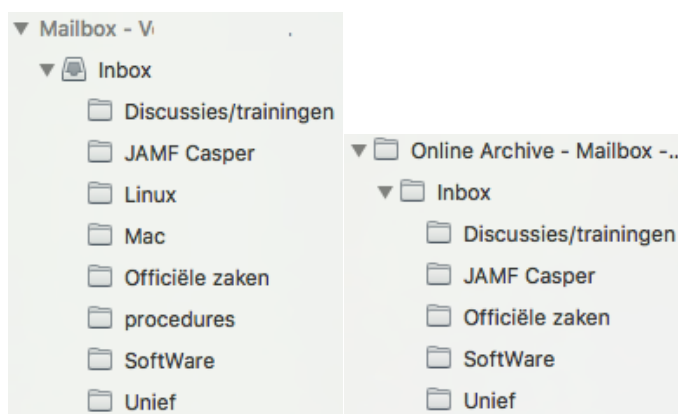 Mailbox - V
Inbox
Discussies/trainingen
JAMF Casper
Linux
Mac
Officiële zaken
procedures
SoftWare
Unief
Online Archive - Mailbox -..
Inbox
Discussies/trainingen
JAMF Casper
Officiële zaken
SoftWare
Unief